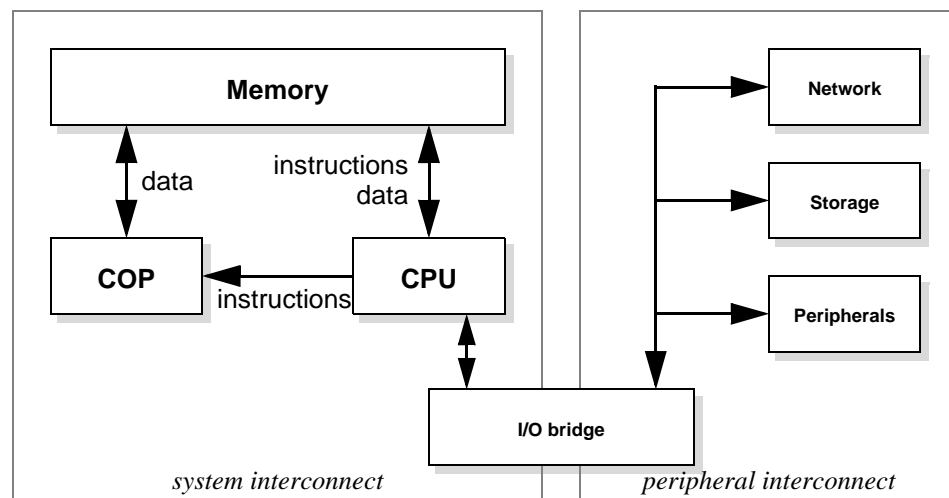 Memory
data
instructions
data
COP
CPU
instructions
I/O bridge
system interconnect
Network
Storage
Peripherals
peripheral interconnect